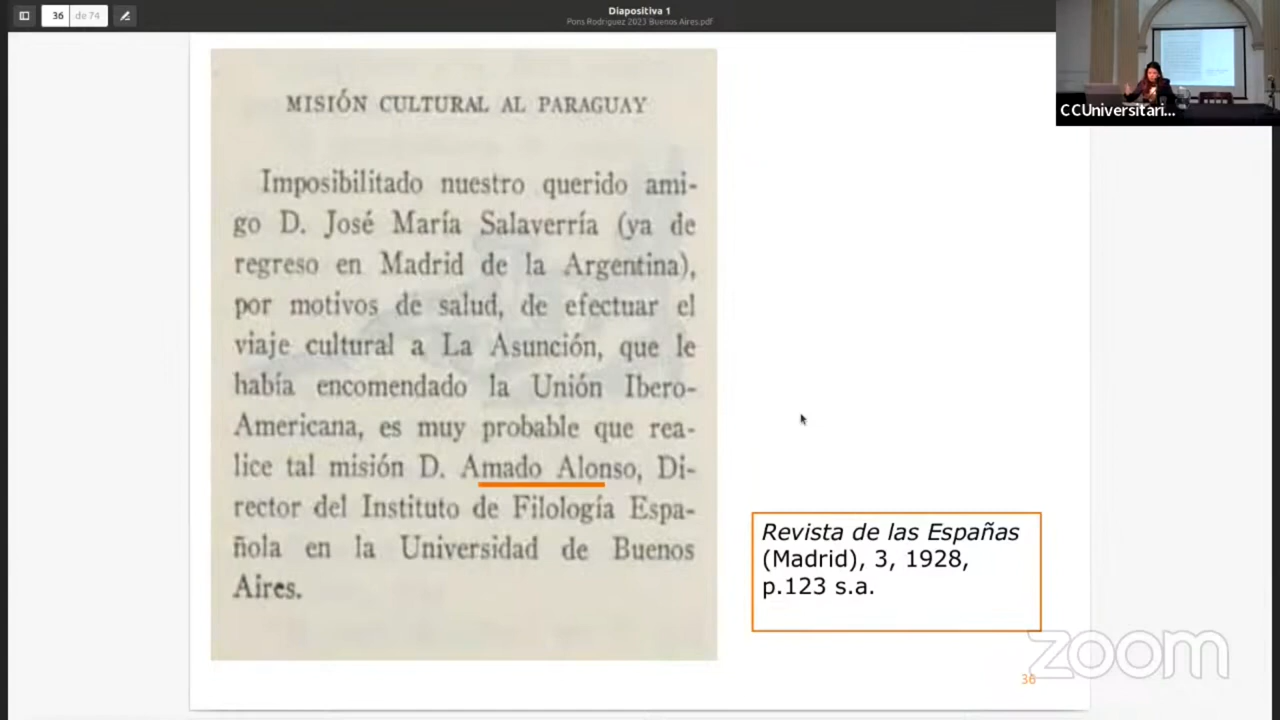 Diapositiva 1
36 de 74
Pons Rodriguez 2023 Buenos Aires.pdf
CCUniversitari...
MISIÓN CULTURAL AL PARAGUAY
Imposibilitado nuestro querido ami-
go D. José María Salaverría (ya de
regreso en Madrid de la Argentina),
por motivos de salud, de efectuar el
viaje cultural a La Asunción, que le
había encomendado la Unión Ibero-
Americana, es muy probable que rea-
lice tal misión D. Amado Alonso, Di-
rector del Instituto de Filología Espa-
ñola en la Universidad de Buenos
Aires.
Revista de las Españas
(Madrid), 3, 1928,
p.123 s.a.
zoom
36